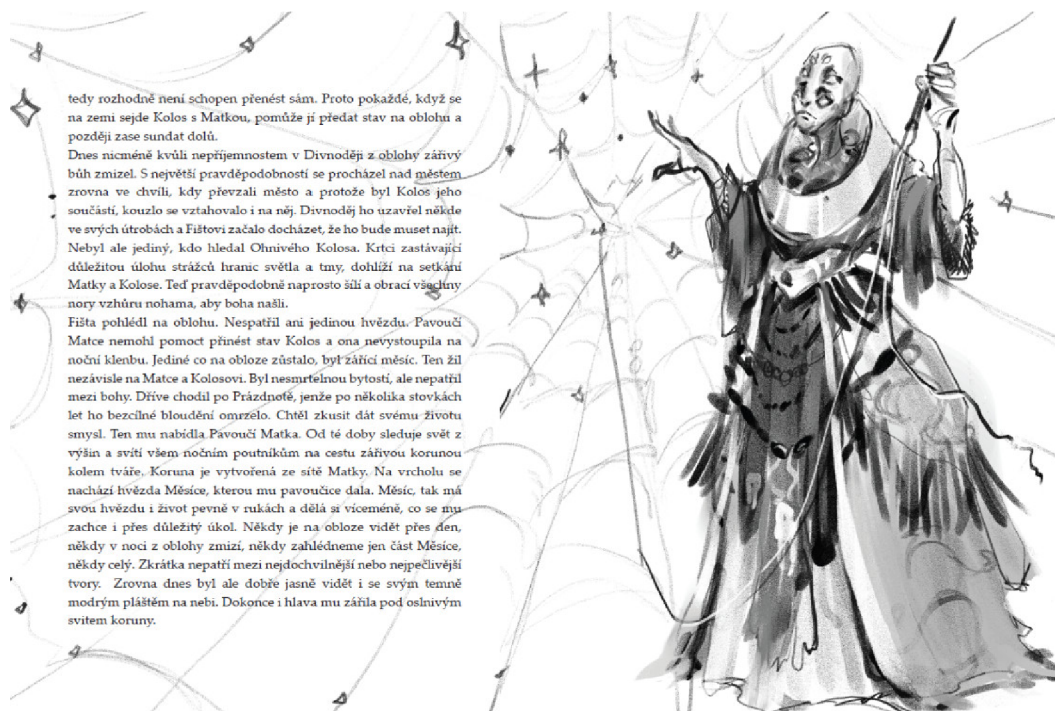 tedy rozhodně není schopen přenést sám. Proto pokaždé, když se
na zemi sejde Kolos s Matkou, pomůže jí předat stav na oblohu a
později zase sundat dolů.
Dnes nicméně kvůli nepříjemnostem v Divnoději z oblohy zářivý
bůh zmizel. S největší pravděpodobností se procházel nad městem
zrovna ve chvíli, kdy převzali město a protože byl Kolos jeho
součástí, kouzlo se vztahovalo i na něj. Divnoděj ho uzavřel někde
ve svých útrobách a Fištovi začalo docházet, že ho bude muset najít.
Nebyl ale jediný, kdo hledal Ohnivého Kolosa. Krtci zastávající
důležitou úlohu strážců hranic světla a tmy, dohlíží na setkání
Matky a Kolose. Teď pravděpodobně naprosto šílí a obrací všechny
nory vzhůru nohama, aby boha našli.
Fišta pohlédl na oblohu. Nespatřil ani jedinou hvězdu. Pavoučí
Matce nemohl pomoct přinést stav Kolos a ona nevystoupila na
noční klenbu. Jediné co na obloze zůstalo, byl zářící měsíc. Ten žil
nezávisle na Matce a Kolosovi. Byl nesmrtelnou bytostí, ale nepatřil
mezi bohy. Dříve chodil po Prázdnotě, jenže po několika stovkách
let ho bezcílné bloudění omrzelo. Chtěl zkusit dát svému životu
smysl. Ten mu nabídla Pavoučí Matka. Od té doby sleduje svět z
výšin a svítí všem nočním poutníkům na cestu zářivou korunou
kolem tváře. Koruna je vytvořená ze sítě Matky. Na vrcholu se
nachází hvězda Měsíce, kterou mu pavoučice dala. Měsíc, tak má
svou hvězdu i život pevně v rukách a dělá si víceméně, co se mu
zachce i přes důležitý úkol. Někdy je na obloze vidět přes den,
někdy v noci z oblohy zmizí, někdy zahlédneme jen část Měsíce,
někdy celý. Zkrátka nepatří mezi nejdochvilnější nebo nejpečlivější
tvory. Zrovna dnes byl ale dobře jasně vidět i se svým temně
modrým pláštěm na nebi. Dokonce i hlava mu zářila pod oslnivým
svitem koruny.